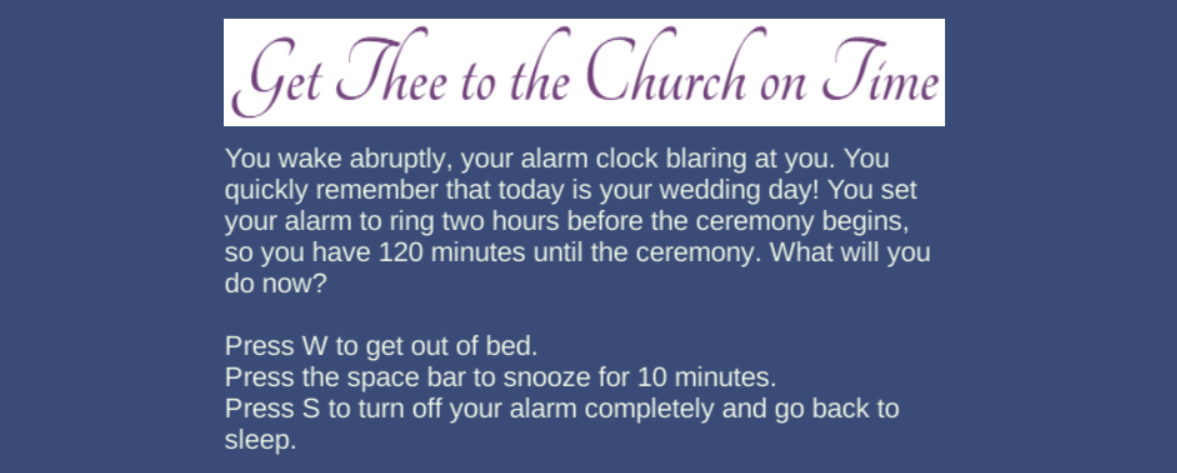 Get Thee to the Church on Time
You wake abruptly, your alarm clock blaring at you. You
quickly remember that today is your wedding day! You set
your alarm to ring two hours before the ceremony begins,
so you have 120 minutes until the ceremony. What will you
do now?
Press W to get out of bed.
Press the space bar to snooze for 10 minutes.
Press S to turn off your alarm completely and go back to
sleep.